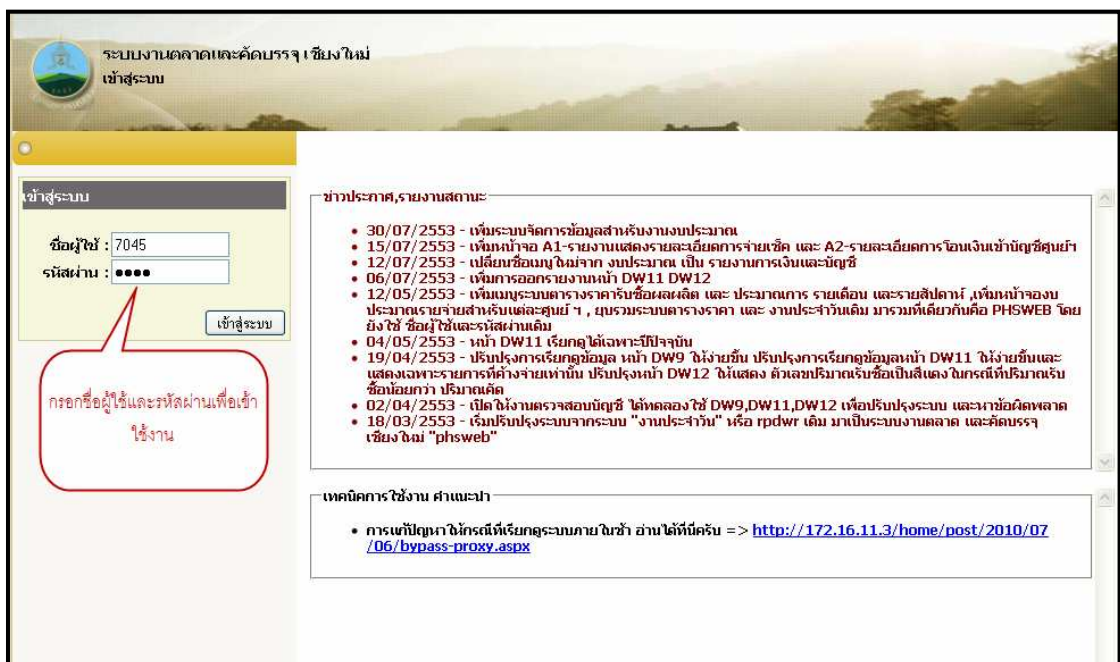 ระบบงานตลาดและคัดบรรจุ เชียงใหม่
เข้าสู่ระบบ
เข้าสู่ระบบ
ชื่อผู้ใช้ : 7045
รหัสผ่าน : ●●●●
เข้าสู่ระบบ
กรอกชื่อผู้ใช้และรหัสผ่านเพื่อเข้า
ใช้งาน
ข่าวประกาศ,รายงานสถานะ
• 30/07/2553 - เพิ่มระบบจัดการข้อมูลสำหรับงานงบประมาณ
• 15/07/2553 - เพิ่มหน้าจอ A1-รายงานแสดงรายละเอียดการจ่ายเช็ค และ A2-รายละเอียดการโอนเงินเข้าบัญชีศูนย์ฯ
• 12/07/2553 - เปลี่ยนชื่อเมนูใหม่จาก งบประมาณ เป็น รายงานการเงินและบัญชี
• 06/07/2553 - เพิ่มการออกรายงานหน้า DW11 DW12
• 12/05/2553 - เพิ่มเมนูระบบตารางราคารับซื้อผลผลิต และ ประมาณการ รายเดือน และรายสัปดาห์ ,เพิ่มหน้าจองบ
ประมาณรายจ่ายสำหรับแต่ละศูนย์ ฯ , ยุบรวมระบบตารางราคา และ งานประจำวันเดิม มารวมที่เดียวกันคือ PHSWEB โดย
ยังใช้ ชื่อผู้ใช้และรหัสผ่านเดิม
• 04/05/2553 - หน้า DW11 เรียกดูได้เฉพาะปีปัจจุบัน
• 19/04/2553 - ปรับปรุงการเรียกดูข้อมูล หน้า DW9 ให้ง่ายขึ้น ปรับปรุงการเรียกดูข้อมูลหน้า DW11 ให้ง่ายขึ้นและ
แสดงเฉพาะรายการที่ค้างจ่ายเท่านั้น ปรับปรุงหน้า DW12 ให้แสดง ตัวเลขปริมาณรับซื้อเป็นสีแดงในกรณีที่ปริมาณรับ
ซื้อน้อยกว่า ปริมาณคัด
• 02/04/2553 - เปิดให้งานตรวจสอบบัญชี ได้ทดลองใช้ DW9,DW11,DW12 เพื่อปรับปรุงระบบ และหาข้อผิดพลาด
• 18/03/2553 - เริ่มปรับปรุงระบบจากระบบ "งานประจำวัน" หรือ rpdwr เดิม มาเป็นระบบงานตลาด และคัดบรรจุ
เชียงใหม่ "phsweb"
เทคนิคการใช้งาน คำแนะนำ
• การแก้ปัญหาให้กรณีที่เรียกดูระบบภายในช้า อ่านได้ที่นี่ครับ => http://172.16.11.3/home/post/2010/07
/06/bypass-proxy.aspx